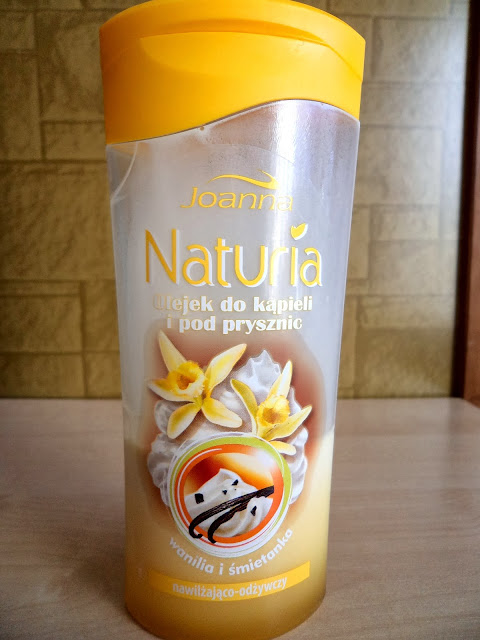 Joanna
Naturia
Olejek do kąpieli
i pod prysznic
wanilia i śmietanka
nawilżająco-odżywczy